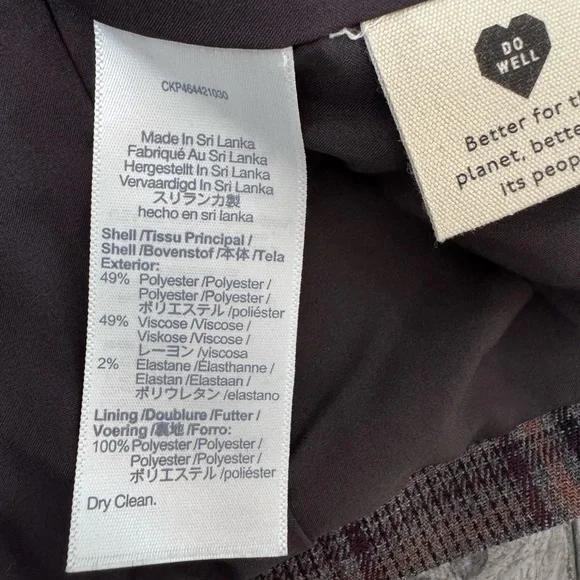 CKP464421030
Made In Sri Lanka
Fabriqué Au Sri Lanka
Hergestellt In Sri Lanka
Vervaardigd In Sri Lanka
スリランカ製
hecho en sri lanka
Shell /Tissu Principal /
Shell /Bovenstof /本体 /Tela
Exterior:
49% Polyester /Polyester /
Polyester /Polyester /
ポリエステル /poliéster
49% Viscose /Viscose /
Viskose /Viscose /
レーヨン /viscosa
2% Elastane /Élasthanne /
Elastan /Elastaan /
ポリウレタン /elastano
Lining /Doublure /Futter /
Voering /裏地 /Forro:
100% Polyester /Polyester /
Polyester /Polyester /
ポリエステル /poliéster
Dry Clean.
DO
WELL
Better for th
planet, bette
its peop